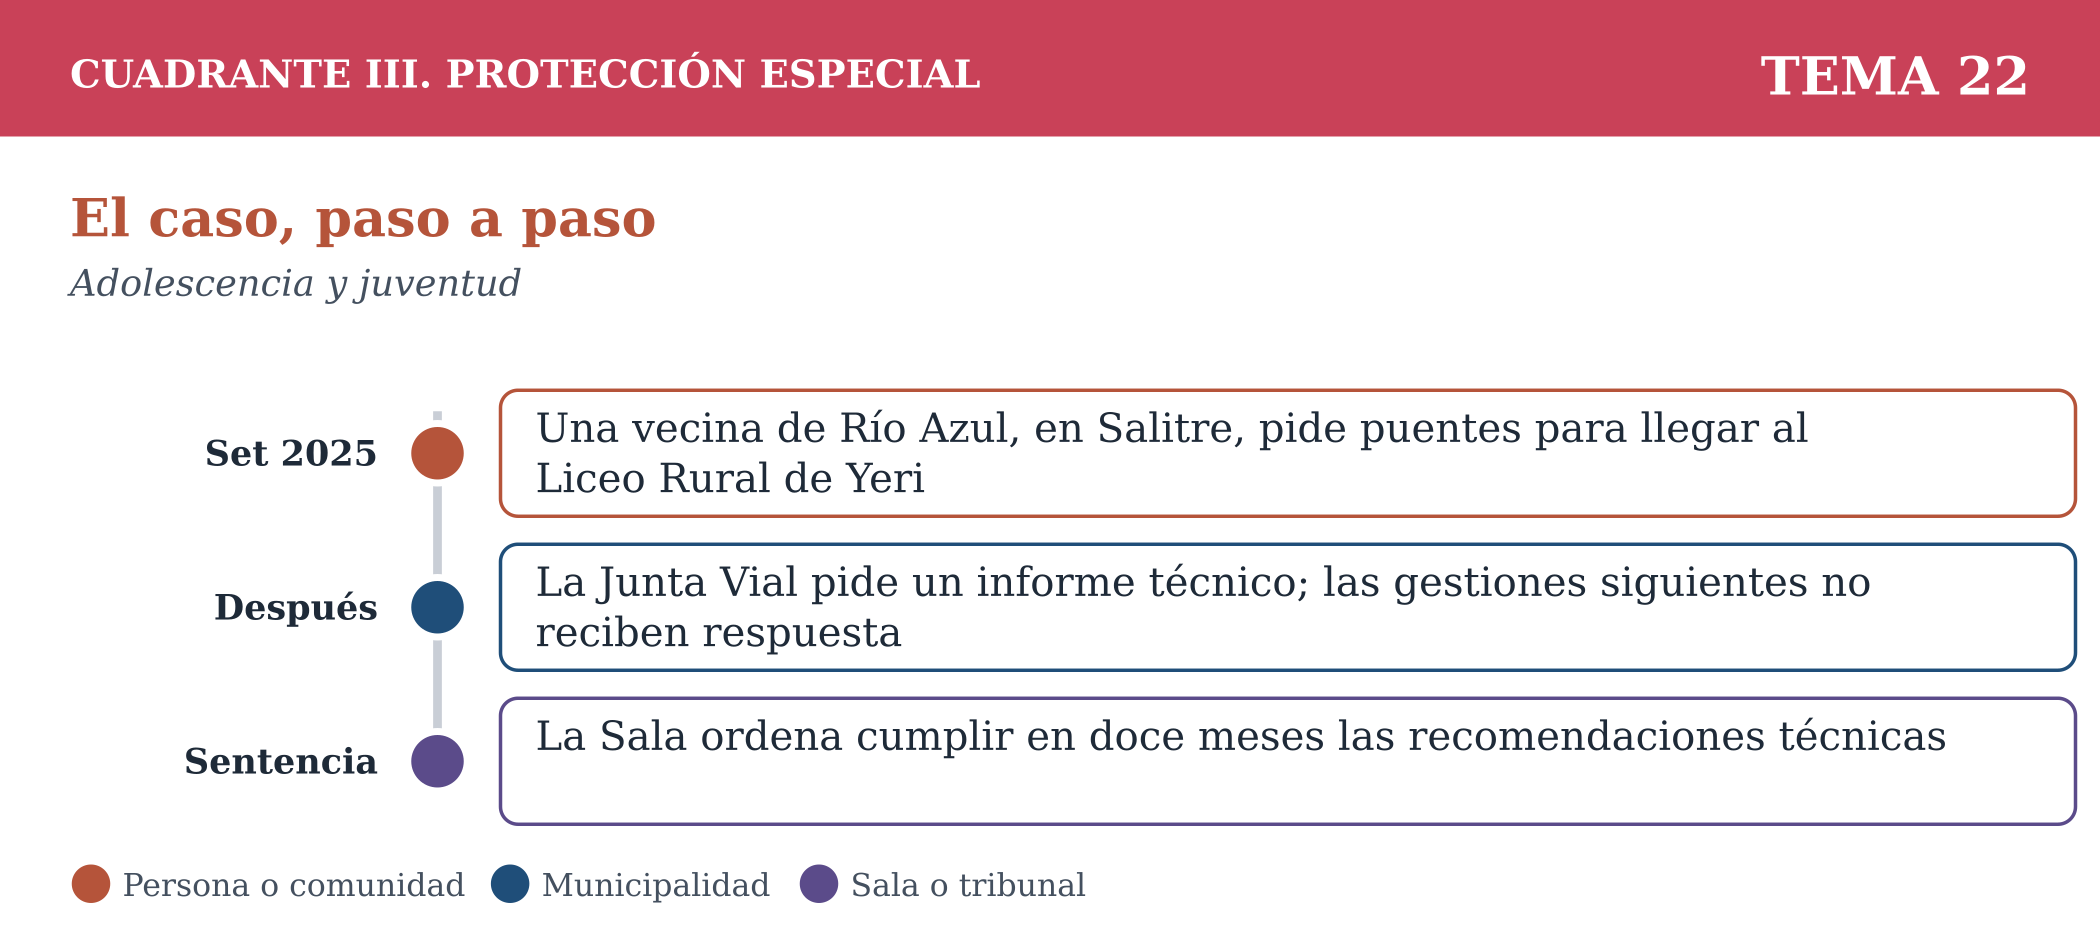 CUADRANTE III. PROTECCIÓN ESPECIAL
TEMA 22
El caso, paso a paso
Adolescencia y juventud
Set 2025
Una vecina de Río Azul, en Salitre, pide puentes para llegar al
Liceo Rural de Yeri
Después
La Junta Vial pide un informe técnico; las gestiones siguientes no
reciben respuesta
Sentencia
La Sala ordena cumplir en doce meses las recomendaciones técnicas
Persona o comunidad
Municipalidad
Sala o tribunal